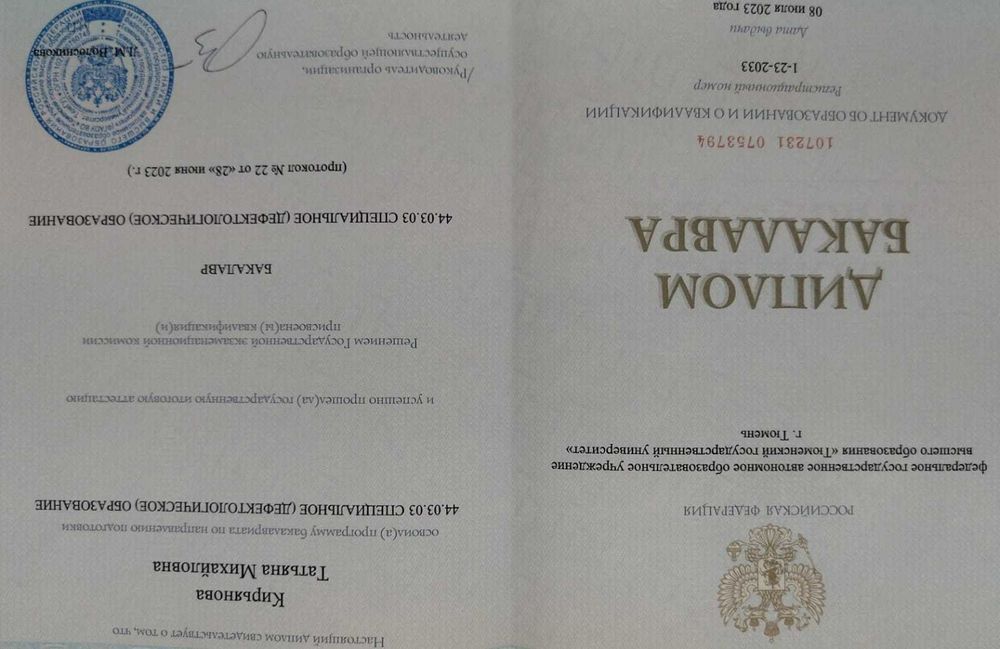 РОССИЙСКАЯ ФЕДЕРАЦИЯ
федеральное государственное автономное образовательное учреждение
высшего образования «Тюменский государственный университет»
г. Тюмень
ДИПЛОМ
БАКАЛАВРА
107231 0753794
ДОКУМЕНТ ОБ ОБРАЗОВАНИИ И О КВАЛИФИКАЦИИ
Регистрационный номер
1-23-2033
Дата выдачи
08 июля 2023 года
Настоящий диплом свидетельствует о том, что
Кирьянова
Татьяна Михайловна
освоил(а) программу бакалавриата по направлению подготовки
44.03.03 СПЕЦИАЛЬНОЕ (ДЕФЕКТОЛОГИЧЕСКОЕ) ОБРАЗОВАНИЕ
и успешно прошел(ла) государственную итоговую аттестацию
Решением Государственной экзаменационной комиссии
присвоена(ы) квалификация(и)
БАКАЛАВР
44.03.03 СПЕЦИАЛЬНОЕ (ДЕФЕКТОЛОГИЧЕСКОЕ) ОБРАЗОВАНИЕ
(протокол № 22 от «28» июня 2023 г.)
/Руководитель организации,
осуществляющей образовательную
деятельность
Л.М. Волосникова